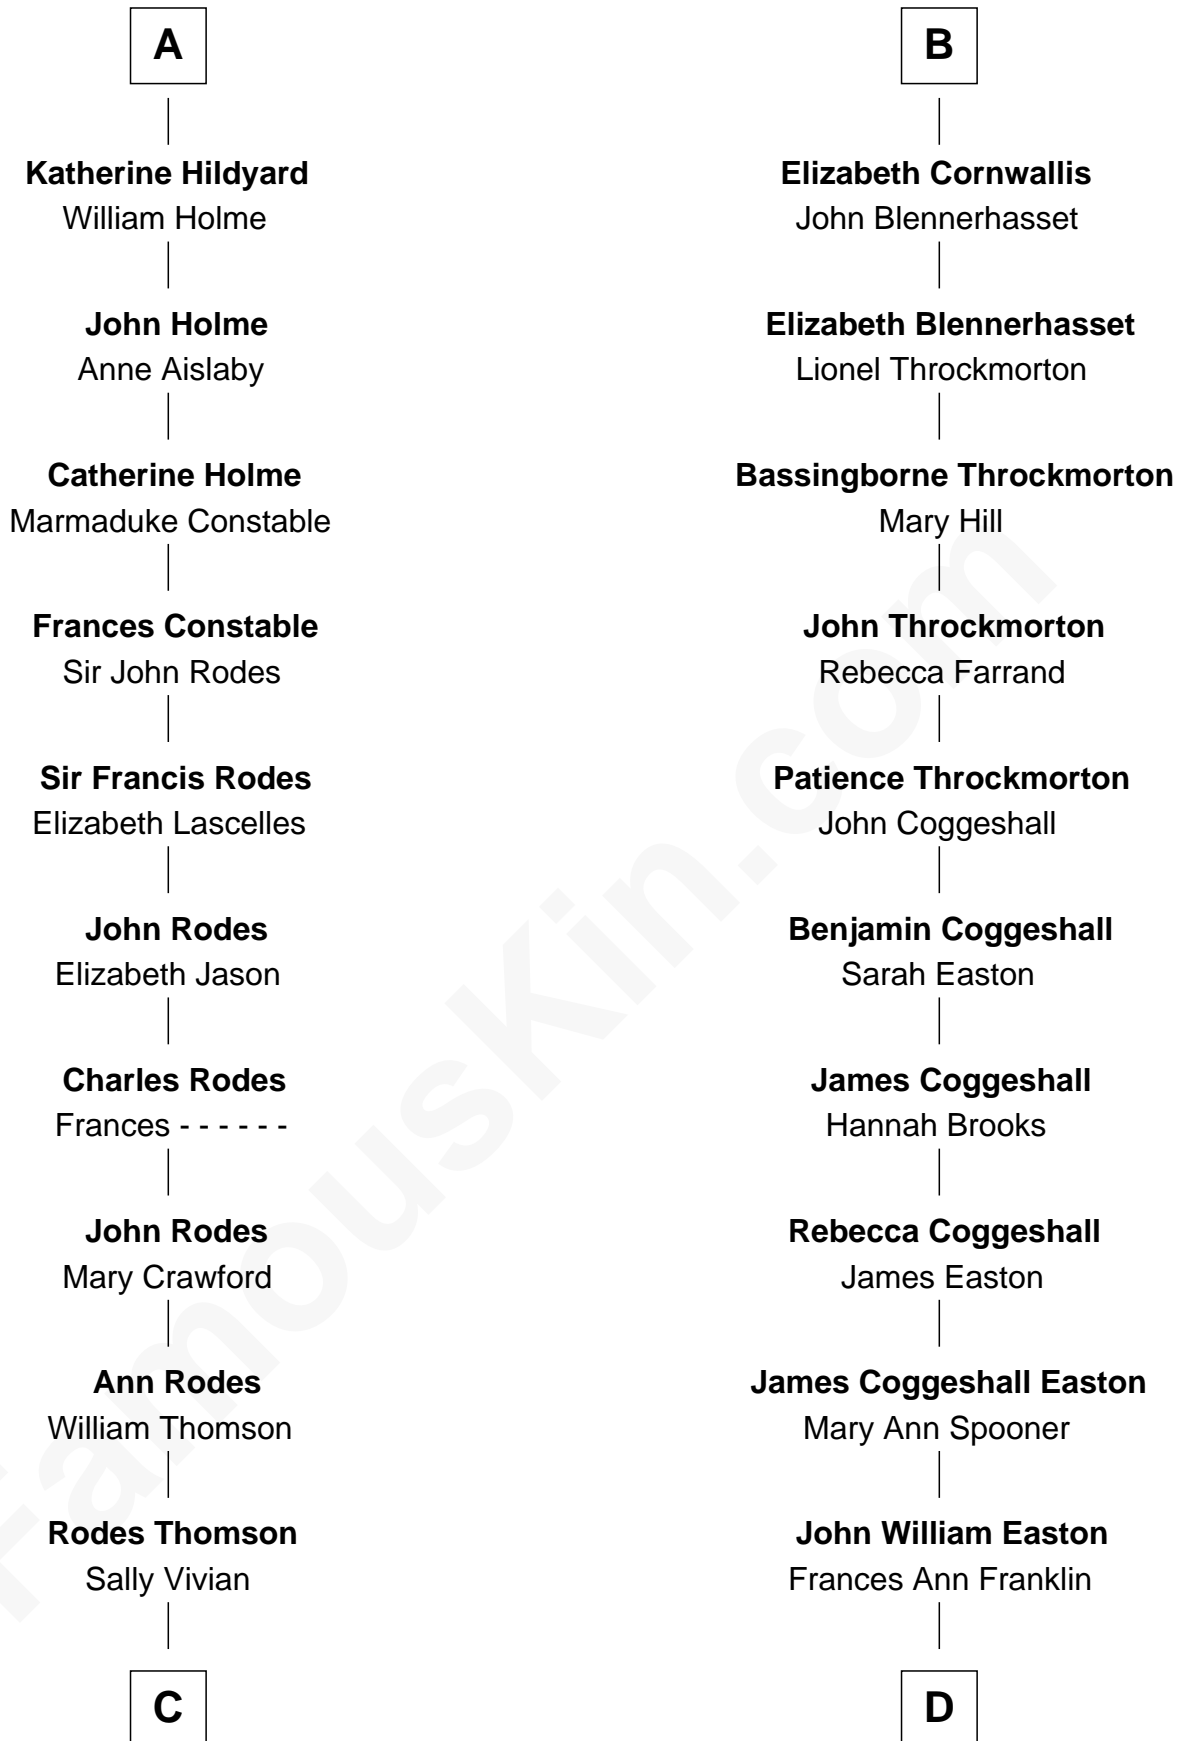 A
Katherine Hildyard
William Holme
John Holme
Anne Aislaby
Catherine Holme
Marmaduke Constable
Frances Constable
Sir John Rodes
Sir Francis Rodes
Elizabeth Lascelles
John Rodes
Elizabeth Jason
Charles Rodes
Frances - - - - - -
John Rodes
Mary Crawford
Ann Rodes
William Thomson
Rodes Thomson
Sally Vivian
C
B
Elizabeth Cornwallis
John Blennerhasset
Elizabeth Blennerhasset
Lionel Throckmorton
Bassingborne Throckmorton
Mary Hill
John Throckmorton
Rebecca Farrand
Patience Throckmorton
John Coggeshall
Benjamin Coggeshall
Sarah Easton
James Coggeshall
Hannah Brooks
Rebecca Coggeshall
James Easton
James Coggeshall Easton
Mary Ann Spooner
John William Easton
Frances Ann Franklin
D
FamousKin.com